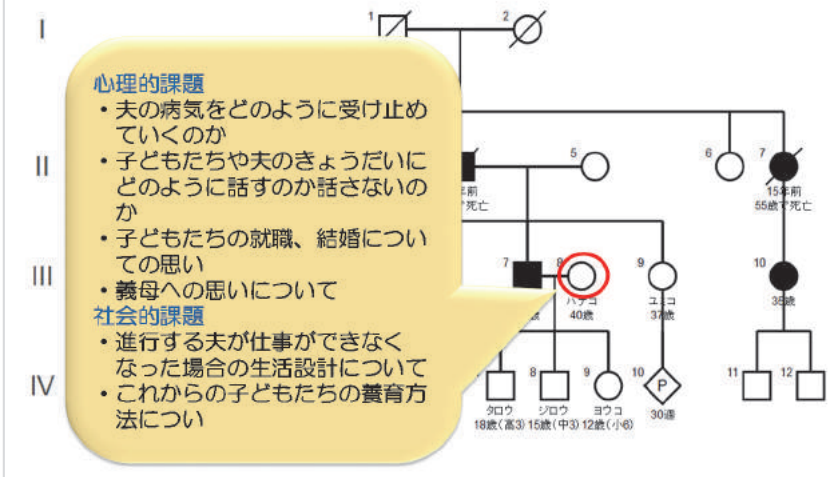 I
1
2
心理的課題
・夫の病気をどのように受け止め
ていくのか
・子どもたちや夫のきょうだいに
どのように話すのか話さないの
か
・子どもたちの就職、結婚につい
ての思い
・義母への思いについて
社会的課題
・進行する夫が仕事ができなく
なった場合の生活設計について
・これからの子どもたちの養育方
法につい
II
5
6
7
年前
で死亡
15年前
55歳で死亡
III
7
8
9
10
ハナコ
40歳
ユミコ
37歳
35歳
IV
8
9
10
P
11
12
タロウ
18歳(高3)
ジロウ
15歳(中3)
ヨウコ
12歳(小6)
30週